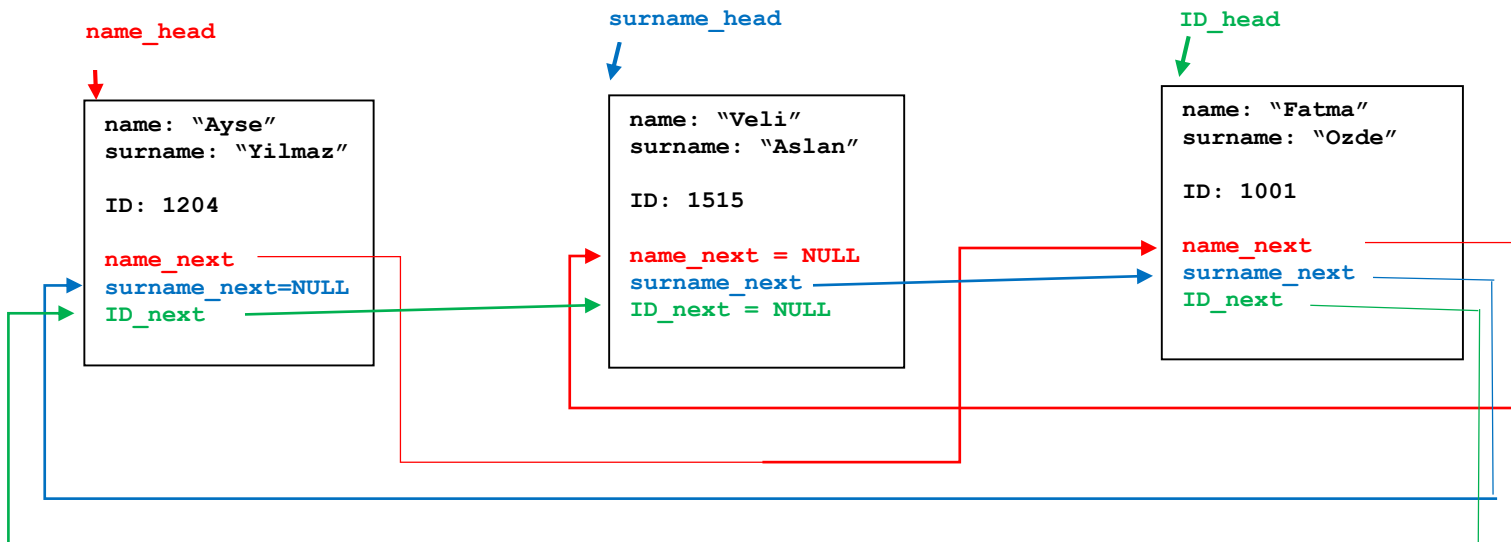 name_head
surname_head
ID_head
name: “Ayse”
surname: “Yilmaz”
ID: 1204
name_next
surname_next=NULL
ID_next
name: “Veli”
surname: “Aslan”
ID: 1515
name_next = NULL
surname_next
ID_next = NULL
name: “Fatma”
surname: “Ozde”
ID: 1001
name_next
surname_next
ID_next